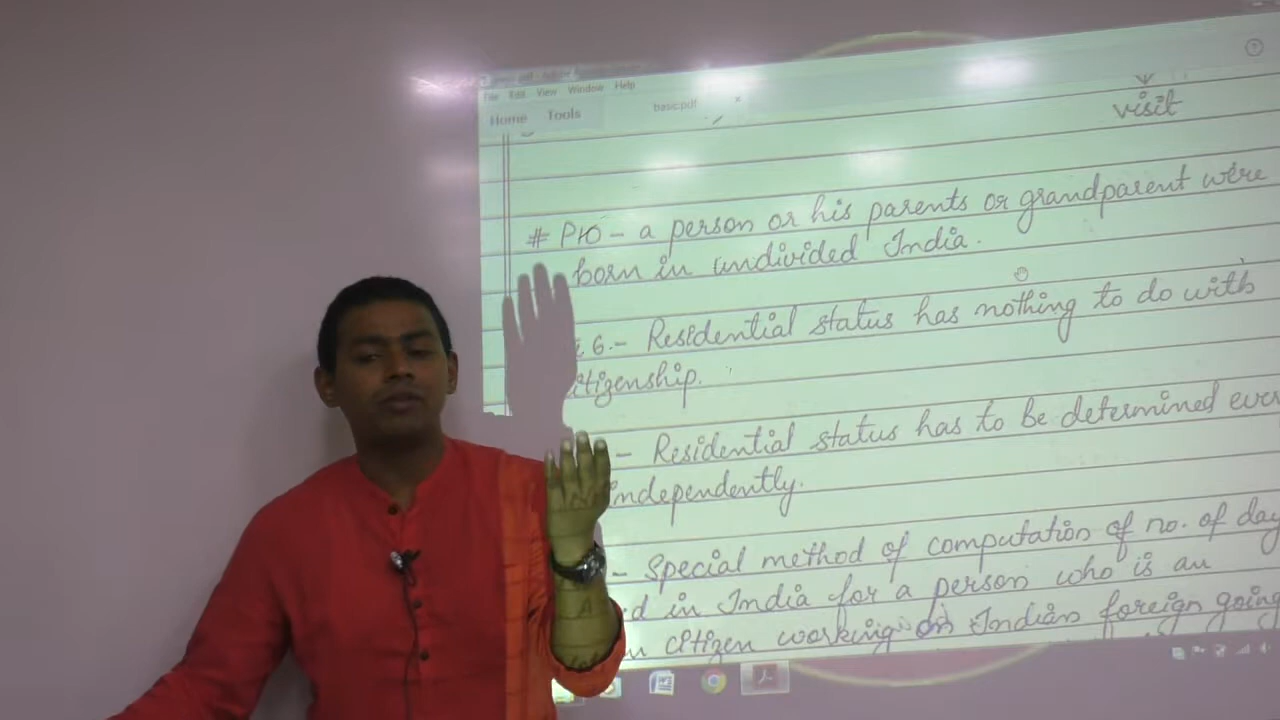 File Edit View Window Help
Home Tools basic.pdf ×
visit
# PIO - a person or his parents or grandparent were
born in undivided India.
6.- Residential status has nothing to do with
itizenship.
- Residential status has to be determined ever
independently.
- Special method of computation of no. of day
d in India for a person who is an
citizen working on Indian foreign going